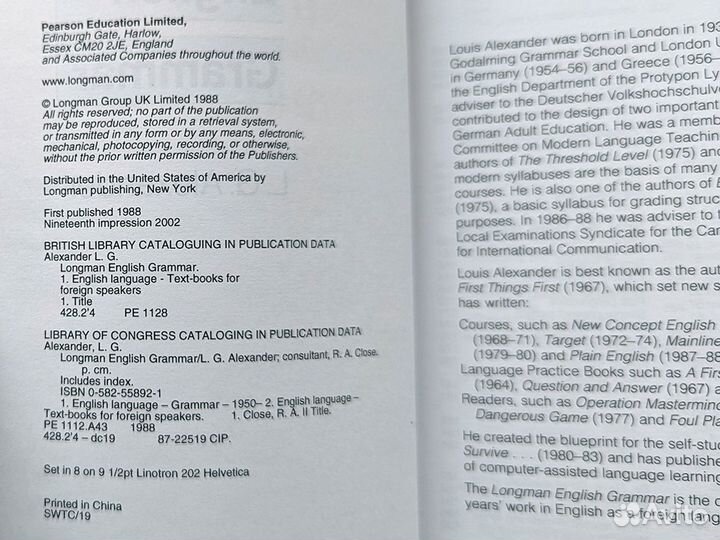 Pearson Education Limited,
Edinburgh Gate, Harlow,
Essex CM20 2JE, England
and Associated Companies throughout the world.
www.longman.com
© Longman Group UK Limited 1988
All rights reserved; no part of the publication
may be reproduced, stored in a retrieval system,
or transmitted in any form or by any means, electronic,
mechanical, photocopying, recording, or otherwise,
without the prior written permission of the Publishers.
Distributed in the United States of America by
Longman publishing, New York
First published 1988
Nineteenth impression 2002
BRITISH LIBRARY CATALOGUING IN PUBLICATION DATA
Alexander L. G.
Longman English Grammar.
1. English language - Text-books for
foreign speakers
1. Title
428.2'4 PE 1128
LIBRARY OF CONGRESS CATALOGING IN PUBLICATION DATA
Alexander, L. G.
Longman English Grammar/L. G. Alexander; consultant, R. A. Close.
p. cm.
Includes index.
ISBN 0-582-55892-1
1. English language – Grammar – 1950- 2. English language –
Text-books for foreign speakers. 1. Close, R. A. II Title.
PE 1112.A43 1988
428.2'4 – dc19 87-22519 CIP.
Set in 8 on 9 1/2pt Linotron 202 Helvetica
Printed in China
SWTC/19
Louis Alexander was born in London in 193
Godalming Grammar School and London U
in Germany (1954–56) and Greece (1956–
the English Department of the Protypon Ly
adviser to the Deutscher Volkshochschulv
contributed to the design of two important
German Adult Education. He was a memb
Committee on Modern Language Teaching
authors of The Threshold Level (1975) and
modern syllabuses are the basis of many
courses. He is also one of the authors of E
(1975), a basic syllabus for grading struct
purposes. In 1986–88 he was adviser to t
Local Examinations Syndicate for the Ca
for International Communication.
Louis Alexander is best known as the aut
First Things First (1967), which set new s
has written:
Courses, such as New Concept English
(1968–71), Target (1972–74), Mainline
(1979–80) and Plain English (1987–88
Language Practice Books such as A First
(1964), Question and Answer (1967) a
Readers, such as Operation Mastermind
Dangerous Game (1977) and Foul Pla
He created the blueprint for the self-stud
Survive . . . (1980–83) and has published
of computer-assisted language learning
The Longman English Grammar is the c
years' work in English as a foreign lang
Avito